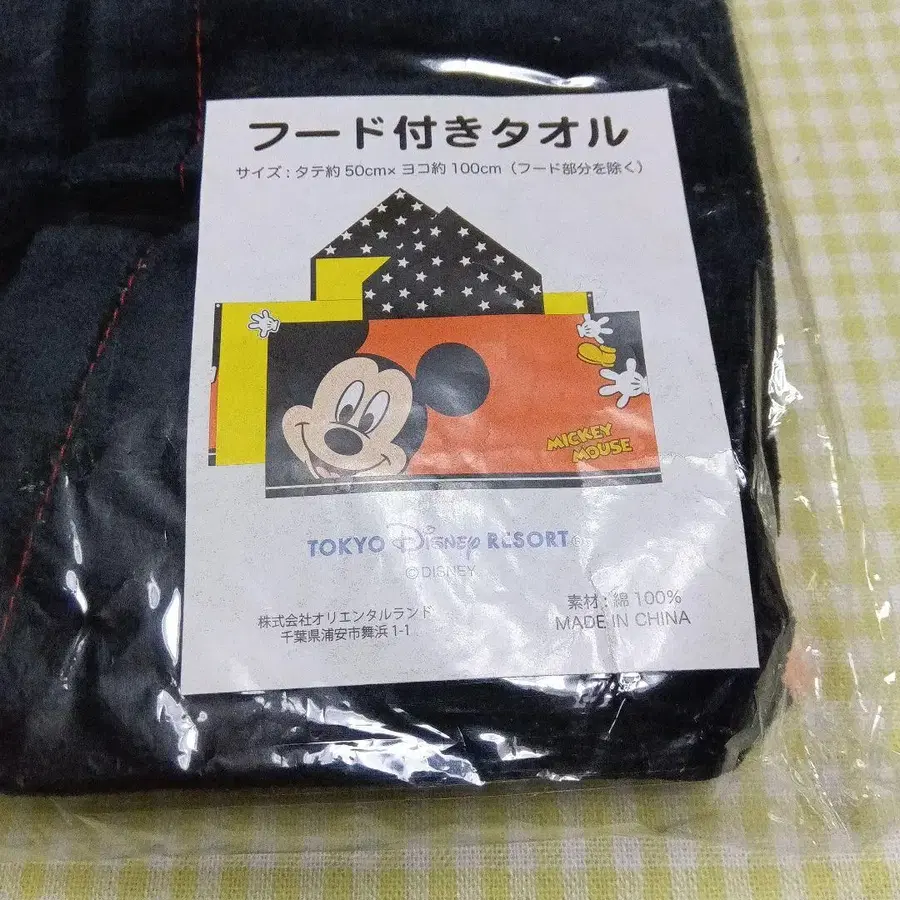 フード付きタオル
サイズ : タテ約 50cm× ヨコ約 100cm（フード部分を除く）
MICKEY
MOUSE
TOKYO Disney RESORT®
©DISNEY
株式会社オリエンタルランド
千葉県浦安市舞浜 1-1
素材 : 綿 100%
MADE IN CHINA